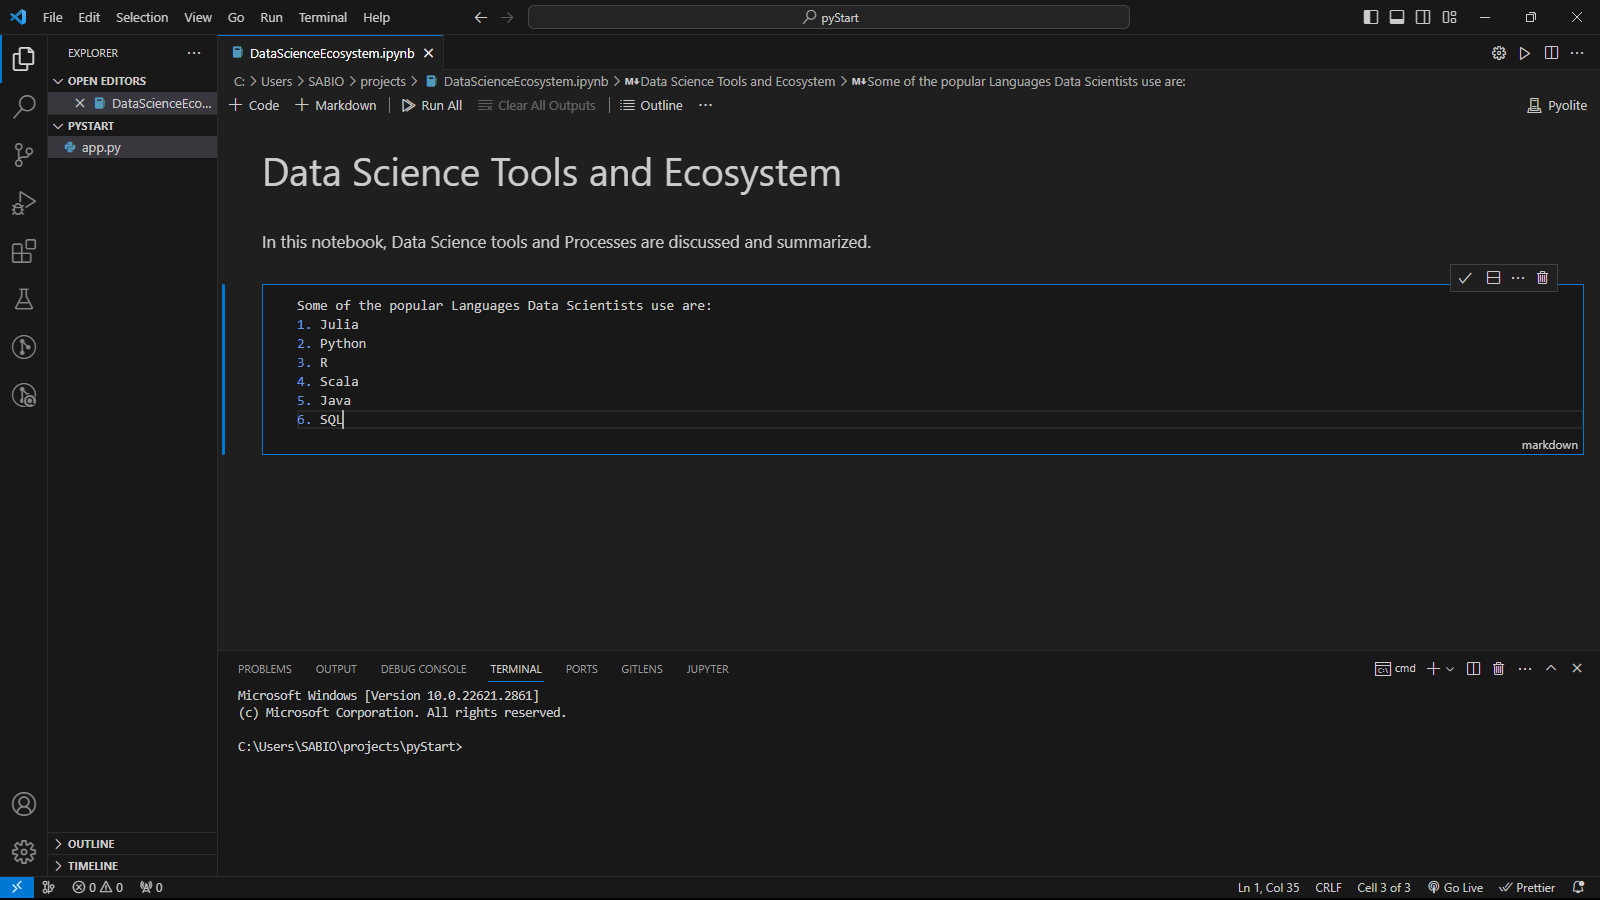 File Edit Selection View Go Run Terminal Help pyStart
EXPLORER
OPEN EDITORS
DataScienceEco...
PYSTART
app.py
OUTLINE
TIMELINE
DataScienceEcosystem.ipynb
C: > Users > SABIO > projects > DataScienceEcosystem.ipynb > M↓Data Science Tools and Ecosystem > M↓Some of the popular Languages Data Scientists use are:
+ Code + Markdown Run All Clear All Outputs Outline ... Pyolite
Data Science Tools and Ecosystem
In this notebook, Data Science tools and Processes are discussed and summarized.
Some of the popular Languages Data Scientists use are:
1. Julia
2. Python
3. R
4. Scala
5. Java
6. SQL
markdown
PROBLEMS OUTPUT DEBUG CONSOLE TERMINAL PORTS GITLENS JUPYTER cmd
Microsoft Windows [Version 10.0.22621.2861]
(c) Microsoft Corporation. All rights reserved.
C:\Users\SABIO\projects\pyStart>
0 0 0 Ln 1, Col 35 CRLF Cell 3 of 3 Go Live Prettier